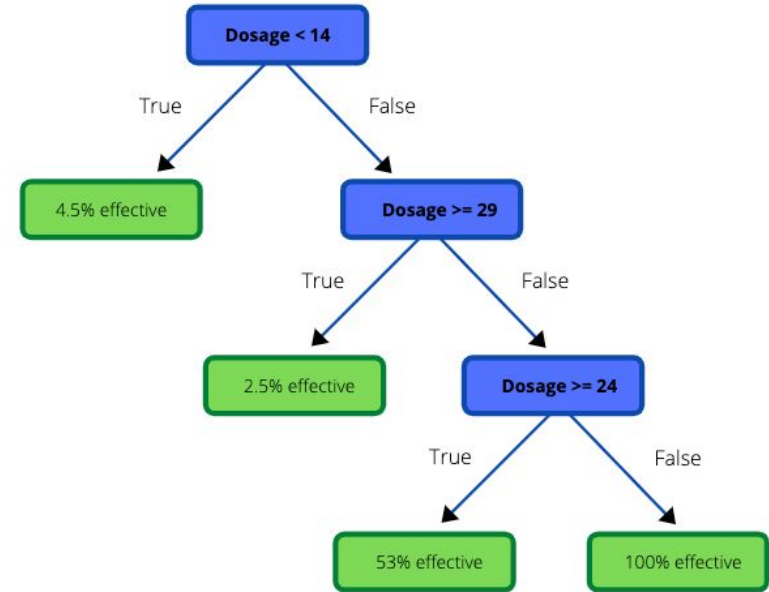 Dosage < 14
True
False
4.5% effective
Dosage >= 29
True
False
2.5% effective
Dosage >= 24
True
False
53% effective
100% effective